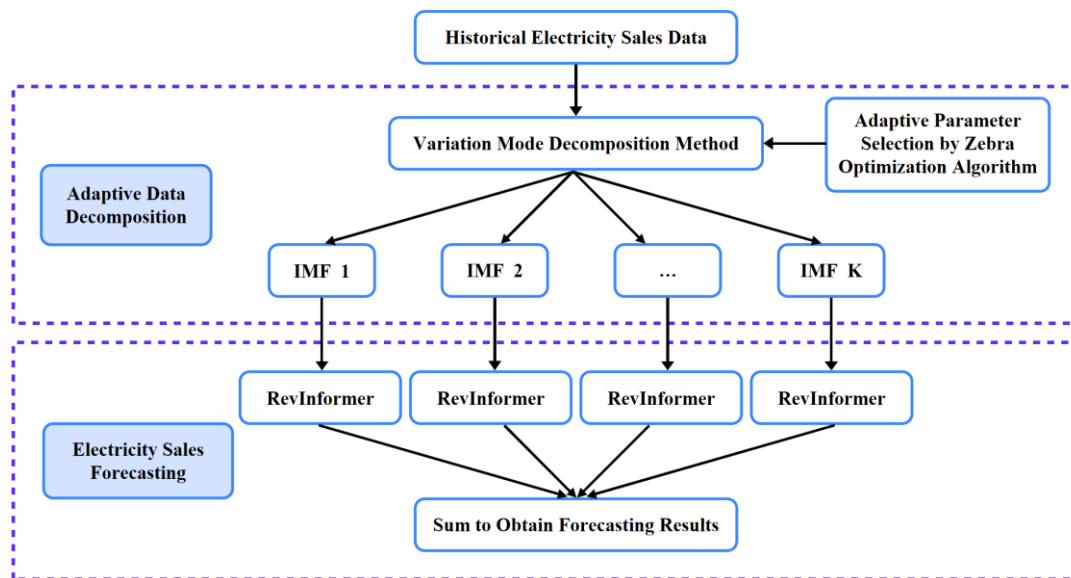 Historical Electricity Sales Data
Variation Mode Decomposition Method
Adaptive Parameter
Selection by Zebra
Optimization Algorithm
Adaptive Data
Decomposition
IMF 1
IMF 2
...
IMF K
RevInformer
RevInformer
RevInformer
RevInformer
Electricity Sales
Forecasting
Sum to Obtain Forecasting Results